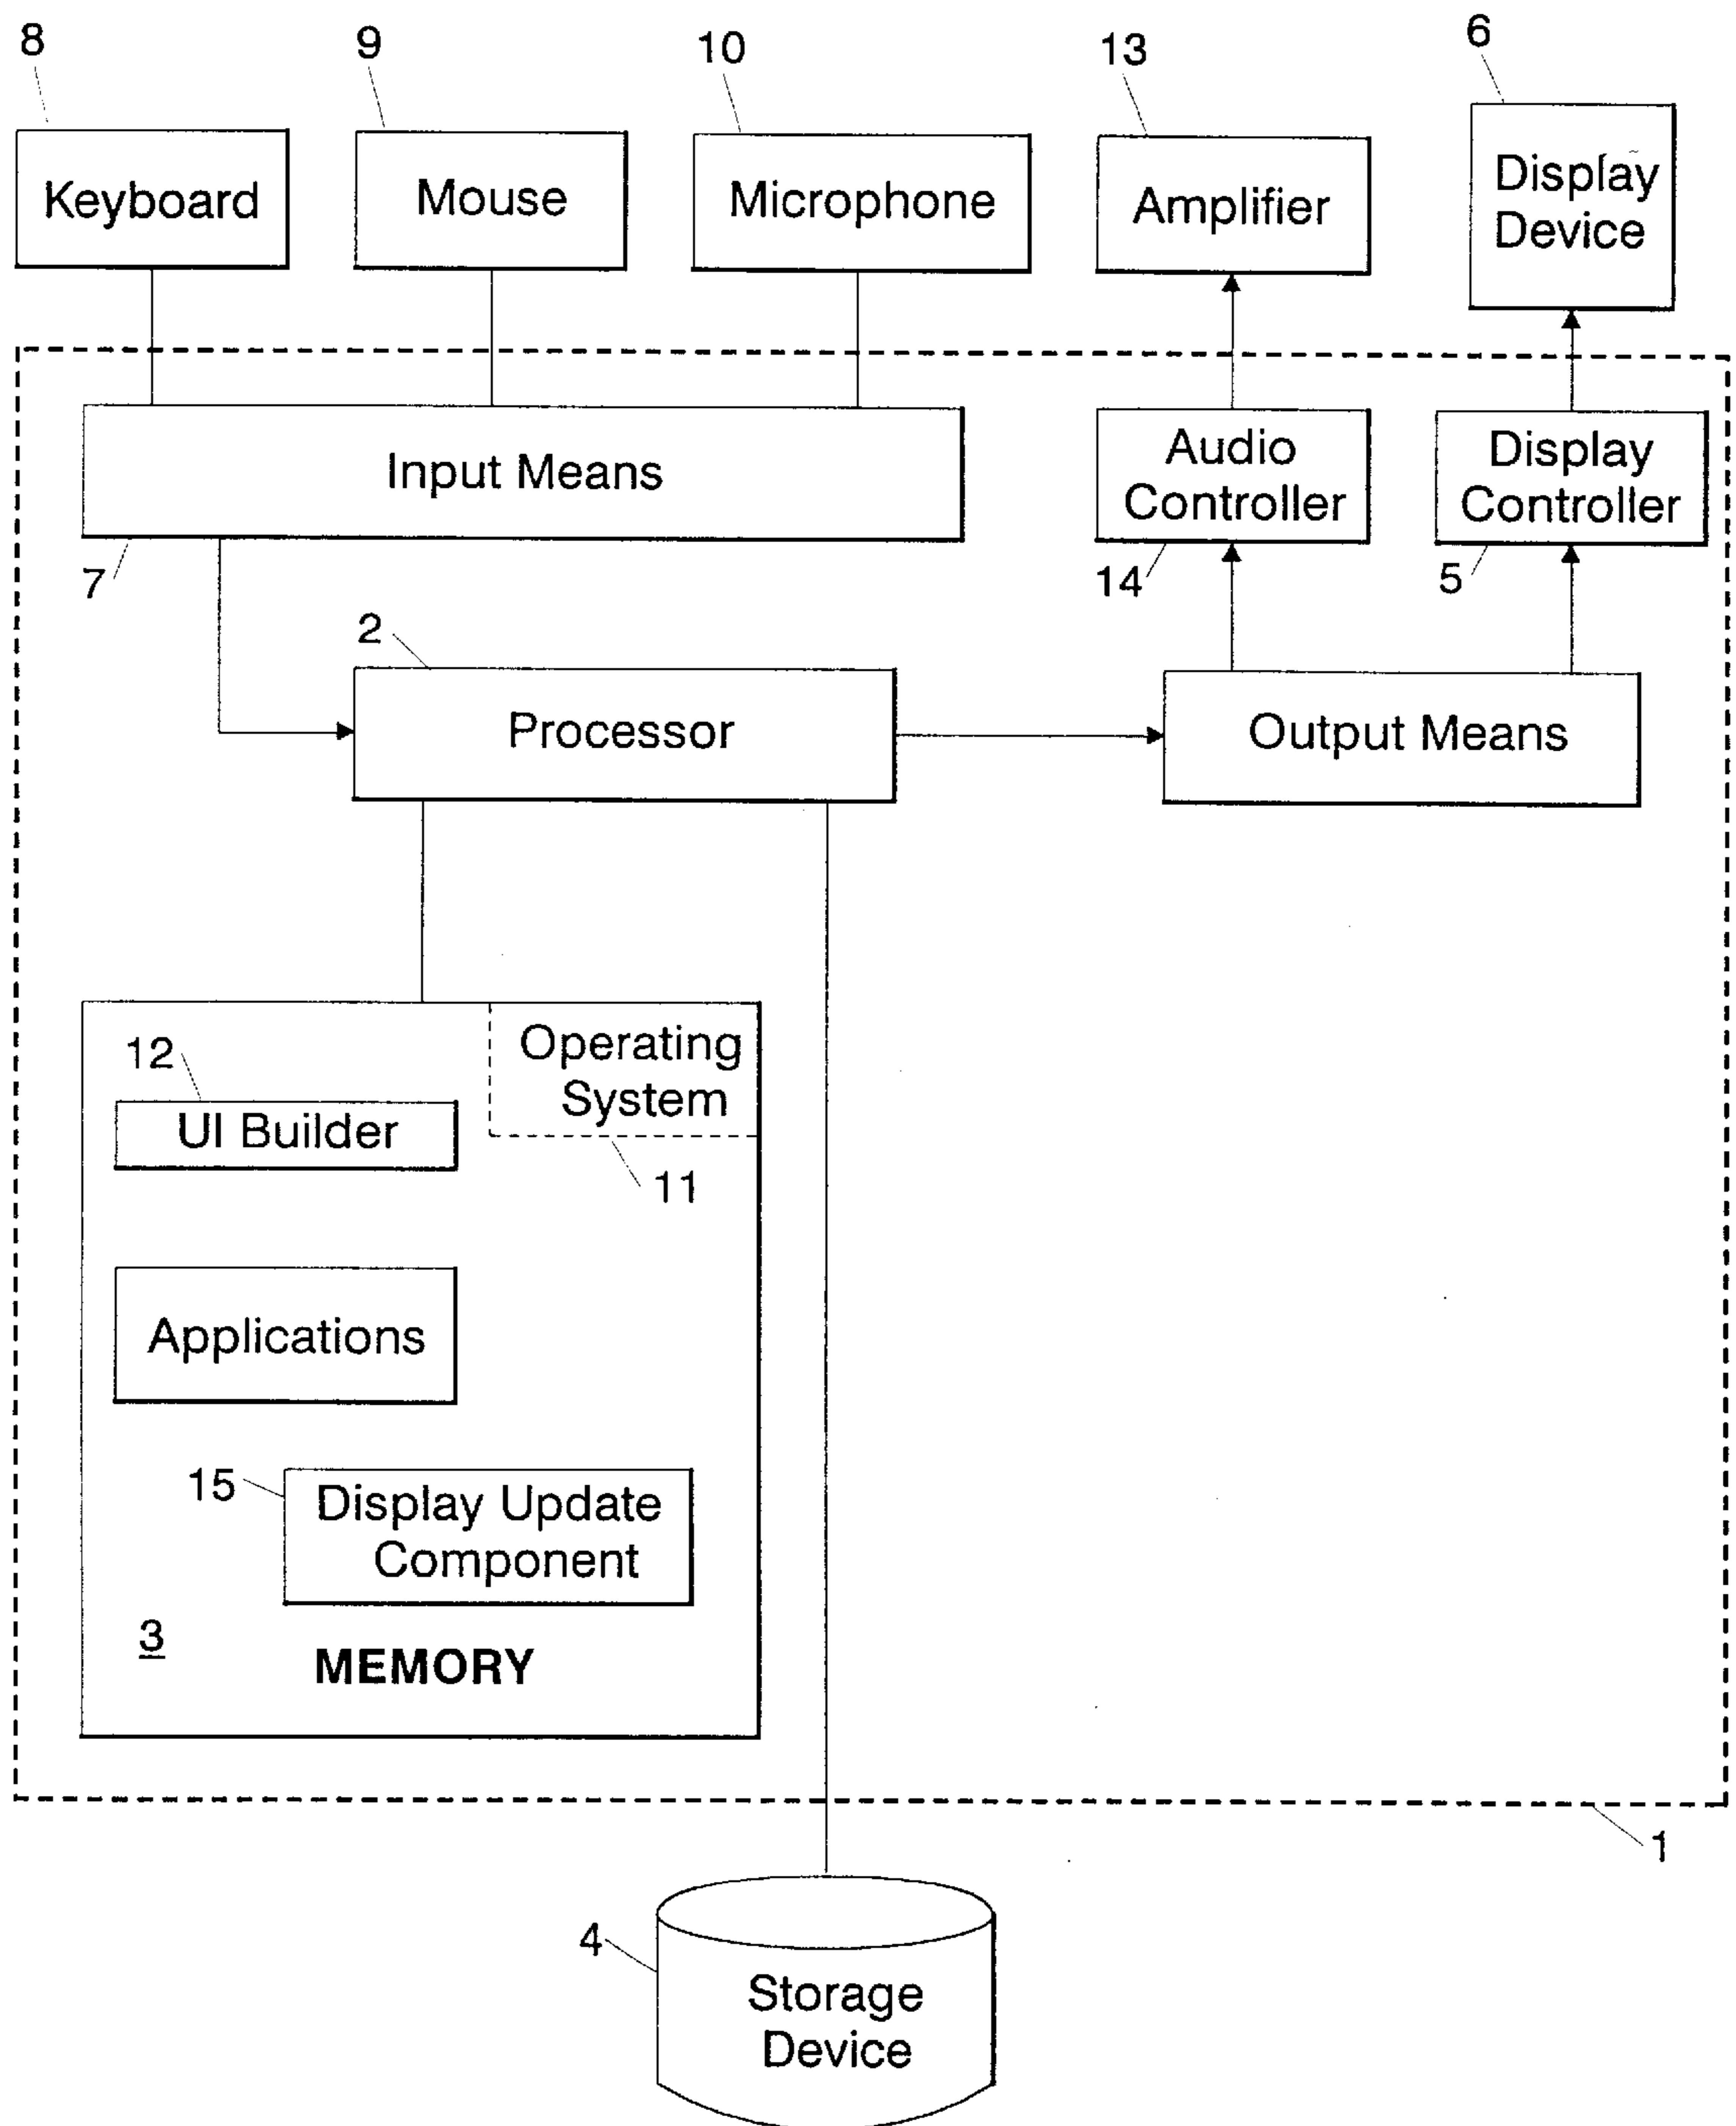 8
9
10
13
6
Keyboard
Mouse
Microphone
Amplifier
Display
Device
Input Means
Audio
Controller
Display
Controller
7
14
5
2
Processor
Output Means
12
UI Builder
Operating
System
11
Applications
15
Display Update
Component
3
MEMORY
1
4
Storage
Device